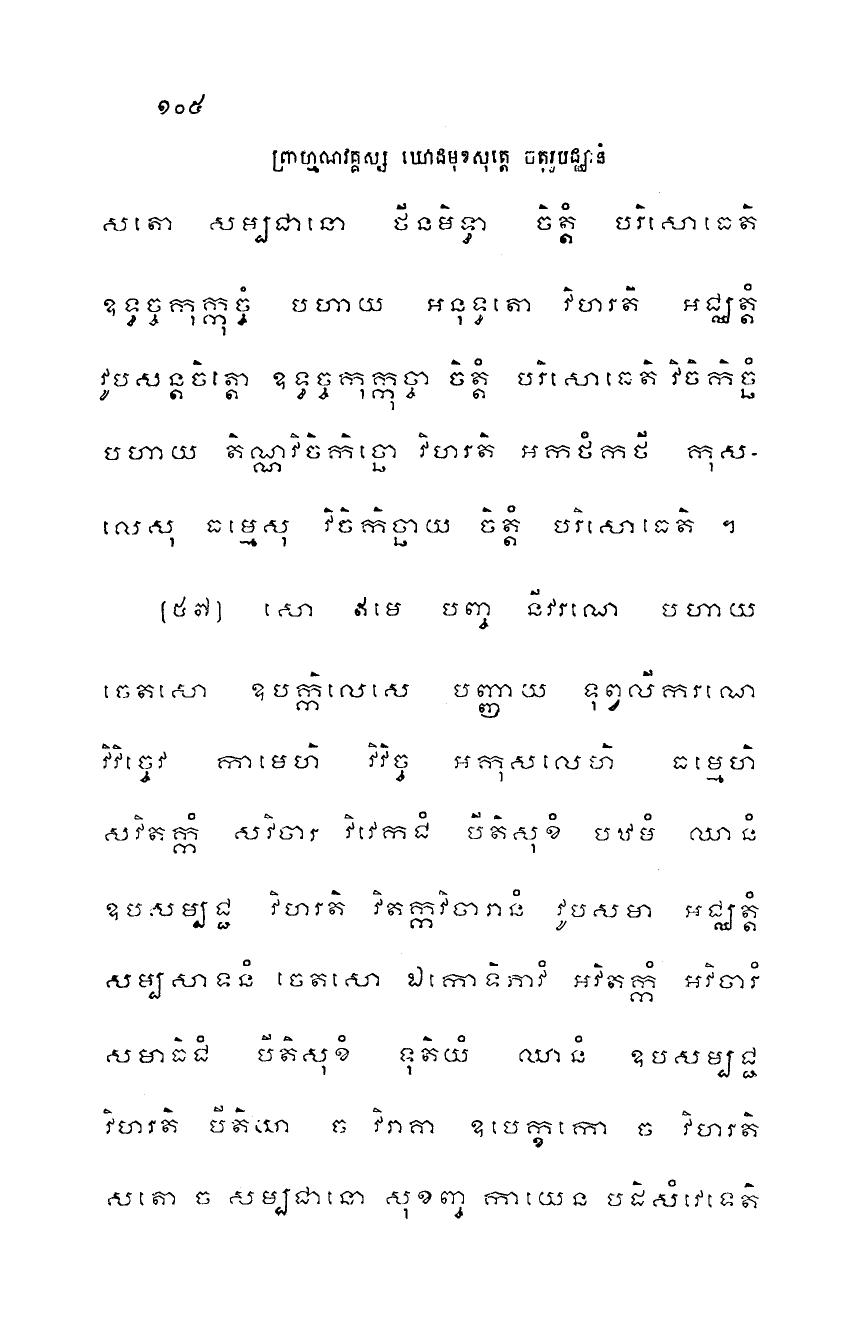 ១០៥
ព្រាហ្មណវគ្គស្ស ឃោដមុខសុត្តេ ចតុរូបជ្ឈានំ
សតោ សម្បជានោ ថីនមិទ្ធា ចិត្តំ បរិសោធេតិ
ឧទ្ធច្ចកុក្កុច្ចំ បហាយ អនុទ្ធតោ វិហរតិ អជ្ឈត្តំ
វូបសន្តចិត្តោ ឧទ្ធច្ចកុក្កុច្ចា ចិត្តំ បរិសោធេតិ វិចិកិច្ឆំ
បហាយ តិណ្ណវិចិកិច្ឆោ វិហរតិ អកថំកថី កុស-
លេសុ ធម្មេសុ វិចិកិច្ឆាយ ចិត្តំ បរិសោធេតិ ។
[៥៧] សោ ឥមេ បញ្ច នីវរណេ បហាយ
ចេតសោ ឧបក្កិលេសេ បញ្ញាយ ទុព្វលីករណេ
វិវិច្ចេវ កាមេហិ វិវិច្ច អកុសលេហិ ធម្មេហិ
សវិតក្កំ សវិចារ វិវេកជំ បីតិសុខំ បឋមំ ឈានំ
ឧបសម្បជ្ជ វិហរតិ វិតក្កវិចារានំ វូបសមា អជ្ឈត្តំ
សម្បសាទនំ ចេតសោ ឯកោទិភាវំ អវិតក្កំ អវិចារំ
សមាធិជំ បីតិសុខំ ទុតិយំ ឈានំ ឧបសម្បជ្ជ
វិហរតិ បីតិយា ច វិរាគា ឧបេក្ខកោ ច វិហរតិ
សតោ ច សម្បជានោ សុខញ្ច កាយេន បដិសំវេទេតិ